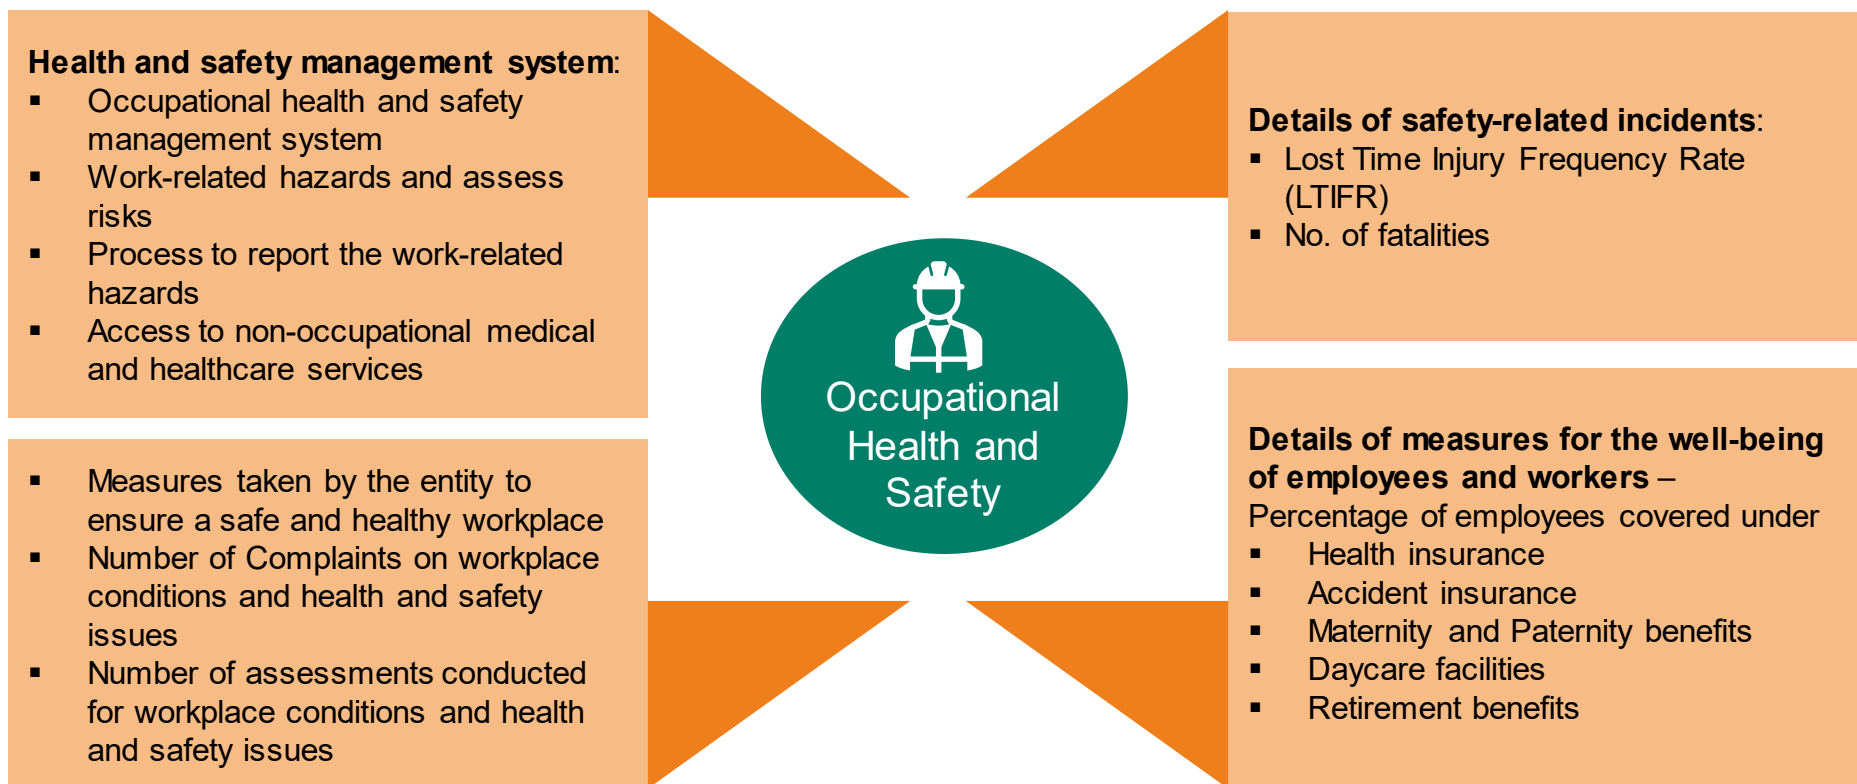 Health and safety management system:
▪ Occupational health and safety
management system
▪ Work-related hazards and assess
risks
▪ Process to report the work-related
hazards
▪ Access to non-occupational medical
and healthcare services
▪ Measures taken by the entity to
ensure a safe and healthy workplace
▪ Number of Complaints on workplace
conditions and health and safety
issues
▪ Number of assessments conducted
for workplace conditions and health
and safety issues
Occupational
Health and
Safety
Details of safety-related incidents:
▪ Lost Time Injury Frequency Rate
(LTIFR)
▪ No. of fatalities
Details of measures for the well-being
of employees and workers –
Percentage of employees covered under
▪ Health insurance
▪ Accident insurance
▪ Maternity and Paternity benefits
▪ Daycare facilities
▪ Retirement benefits